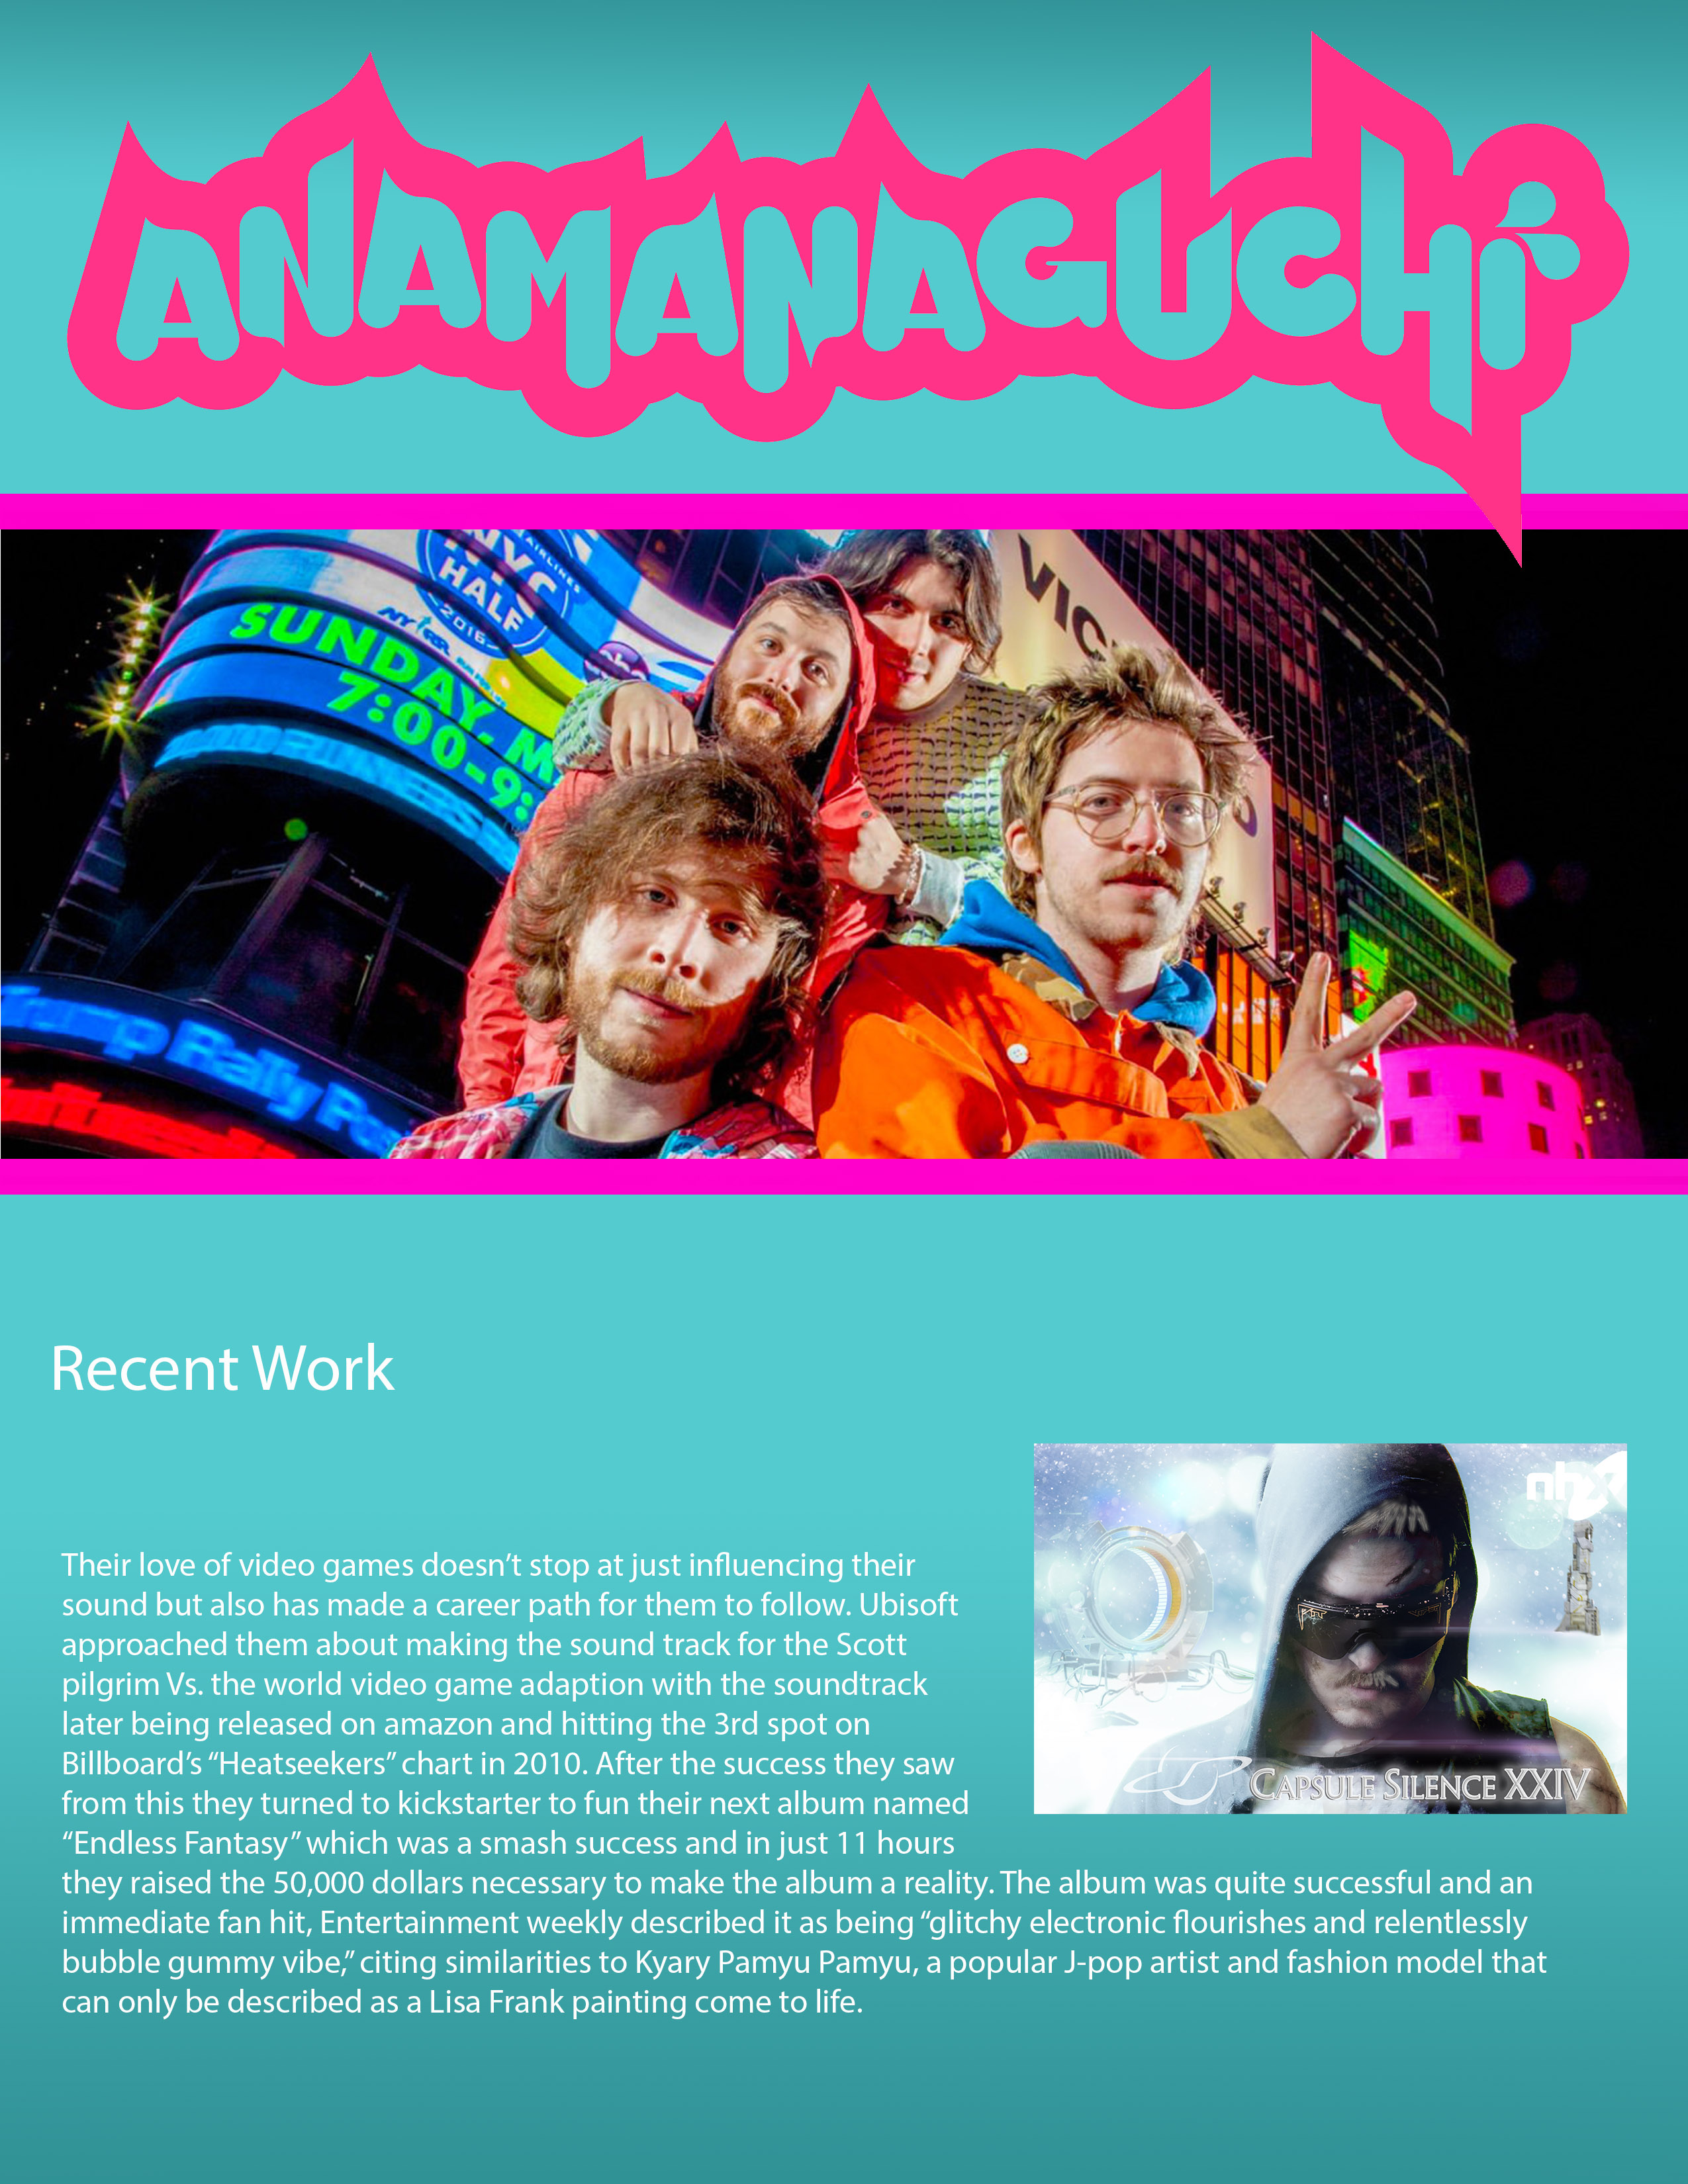 ANAMANAGUCHI
NYC
HALF
2016
SUNDAY, M
7:00-9:
VIC
Trump Rally Po
Recent Work
nhx
CAPSULE SILENCE XXIV
Their love of video games doesn’t stop at just influencing their
sound but also has made a career path for them to follow. Ubisoft
approached them about making the sound track for the Scott
pilgrim Vs. the world video game adaption with the soundtrack
later being released on amazon and hitting the 3rd spot on
Billboard’s “Heatseekers” chart in 2010. After the success they saw
from this they turned to kickstarter to fun their next album named
“Endless Fantasy” which was a smash success and in just 11 hours
they raised the 50,000 dollars necessary to make the album a reality. The album was quite successful and an
immediate fan hit, Entertainment weekly described it as being “glitchy electronic flourishes and relentlessly
bubble gummy vibe,” citing similarities to Kyary Pamyu Pamyu, a popular J-pop artist and fashion model that
can only be described as a Lisa Frank painting come to life.